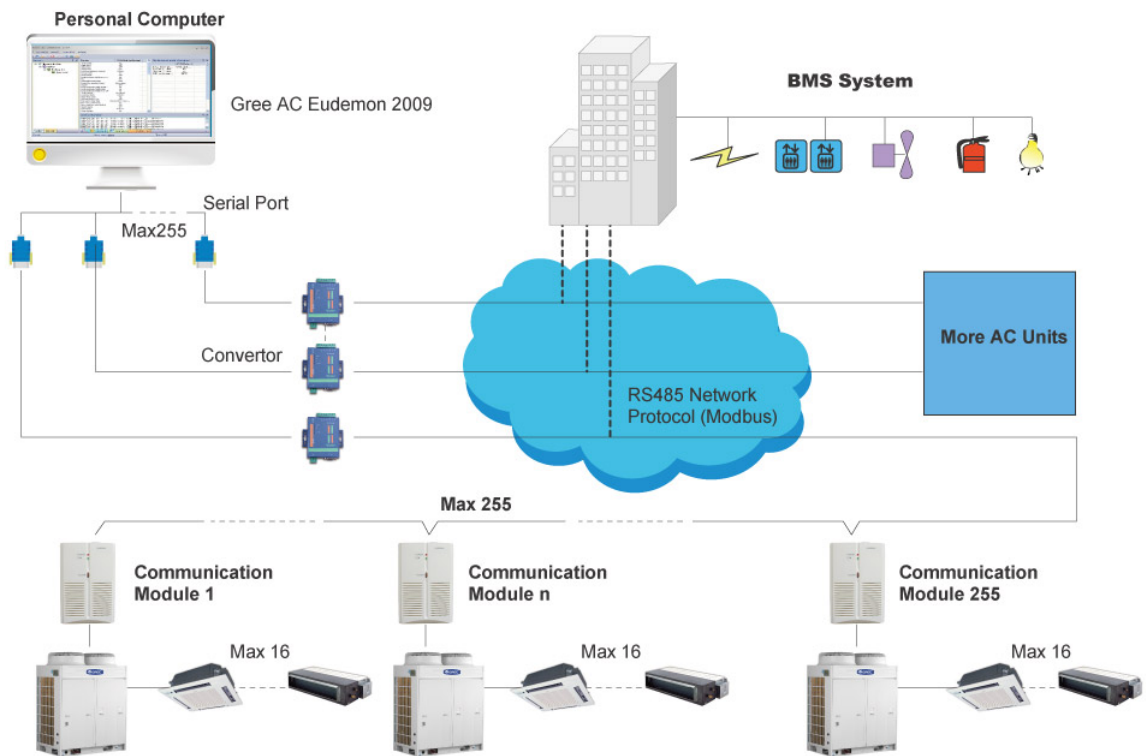 Personal Computer
Gree AC Eudemon 2009
BMS System
Serial Port
Max255
Convertor
More AC Units
RS485 Network
Protocol (Modbus)
Max 255
Communication
Module 1
Communication
Module n
Communication
Module 255
Max 16
Max 16
Max 16